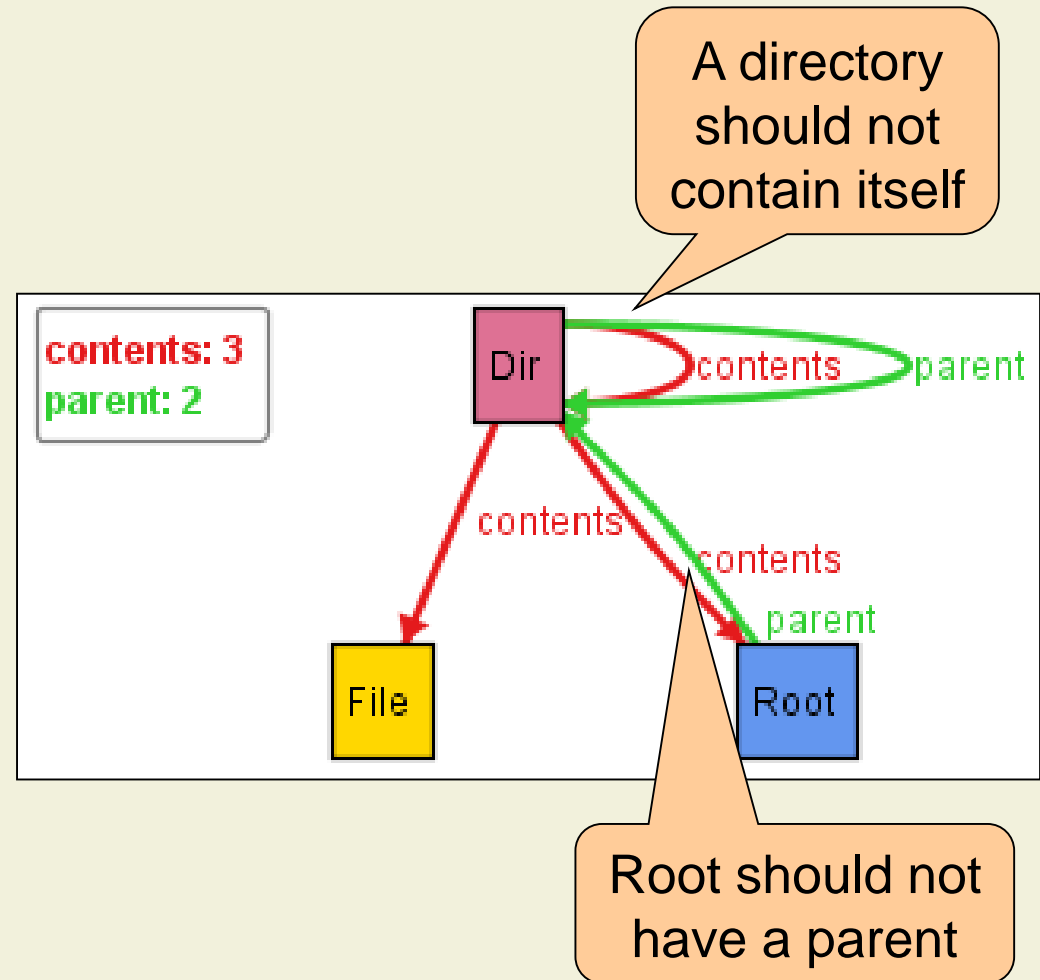 A directory
should not
contain itself
contents: 3
parent: 2
Dir
contents
parent
contents
contents
parent
File
Root
Root should not
have a parent